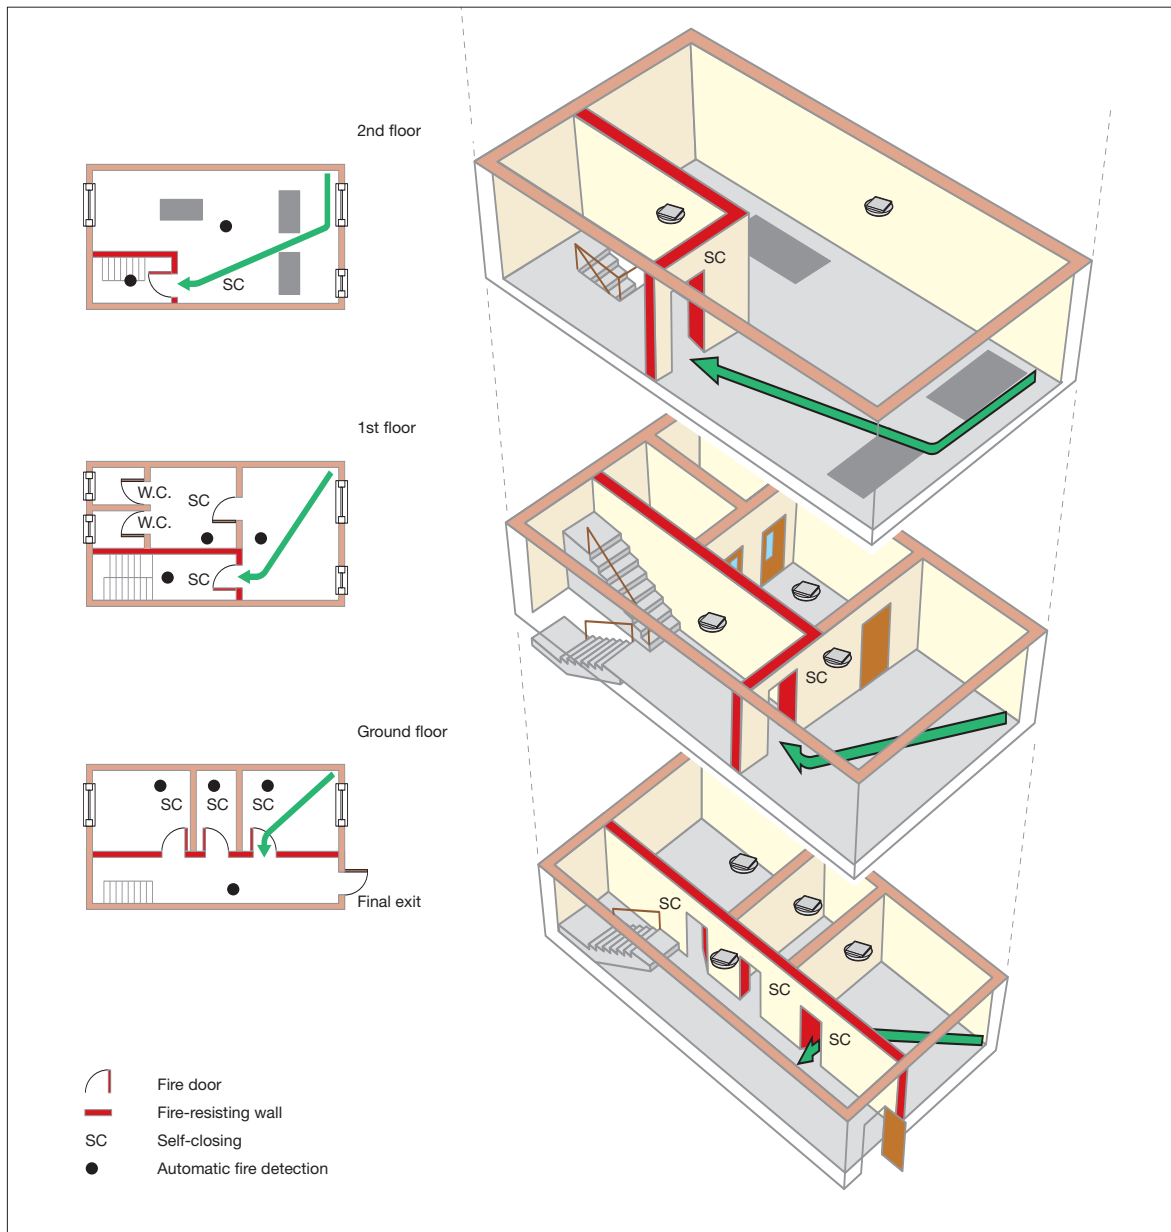 2nd floor
SC
SC
1st floor
W.C.
SC
W.C.
SC
SC
Ground floor
SC
SC
SC
SC
SC
SC
Final exit
Fire door
Fire-resisting wall
SC
Self-closing
Automatic fire detection